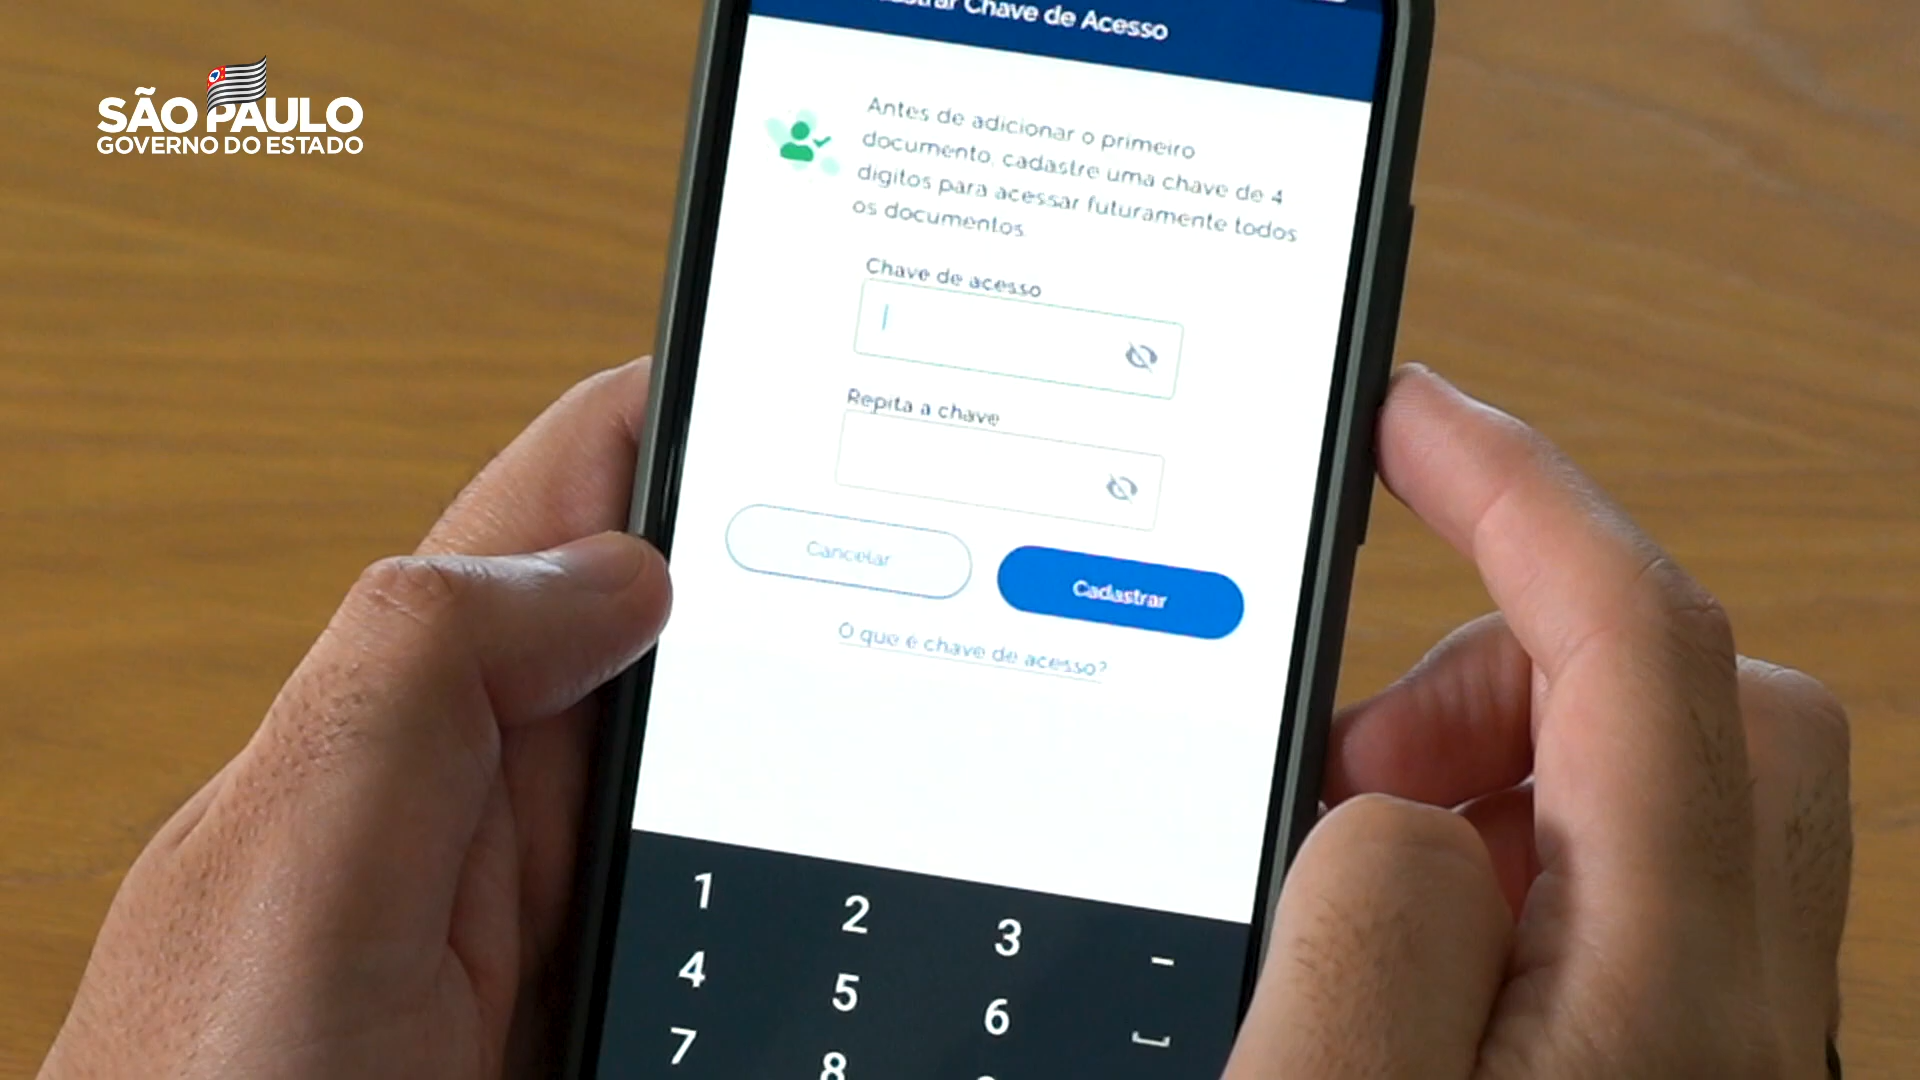 SÃO PAULO
GOVERNO DO ESTADO
Chave de Acesso
Antes de adicionar o primeiro
documento, cadastre uma chave de 4
digitos para acessar futuramente todos
os documentos.
Chave de acesso
Repita a chave
Cancelar
Cadastrar
O que é chave de acesso?
1 2 3 -
4 5 6
7 8